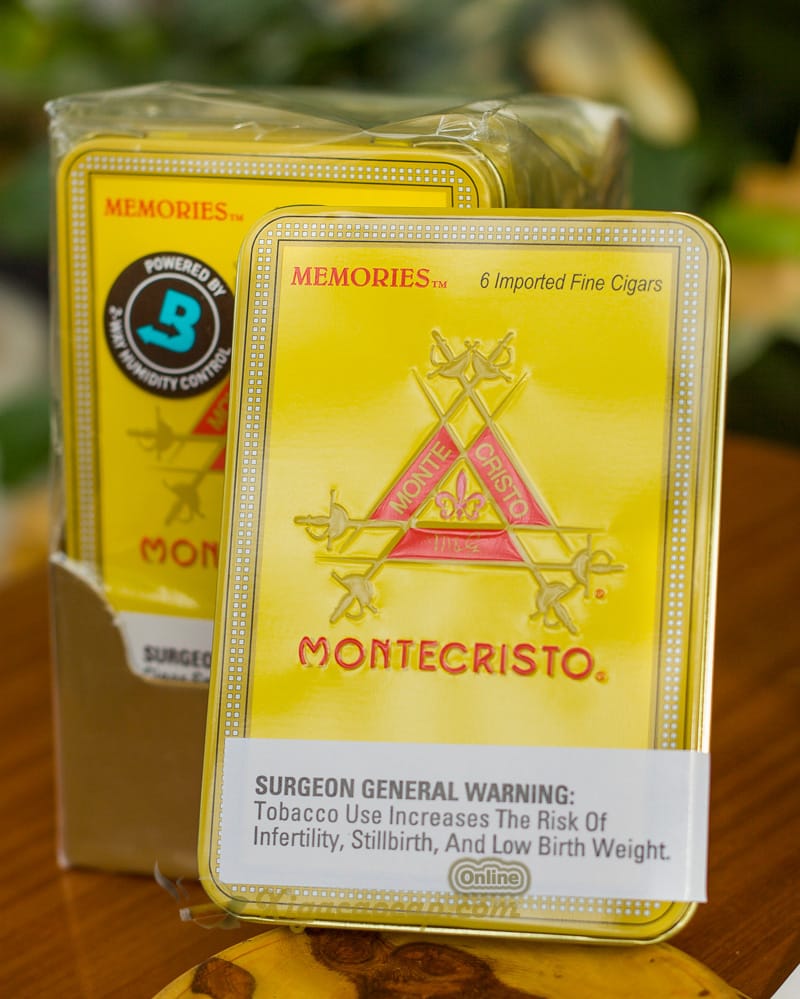 MEMORIES™
POWERED BY
B
2-WAY HUMIDITY CONTROL
MON
SURGEO
MEMORIES™ 6 Imported Fine Cigars
MONTE CRISTO
MONTECRISTO®
SURGEON GENERAL WARNING:
Tobacco Use Increases The Risk Of
Infertility, Stillbirth, And Low Birth Weight.
Online